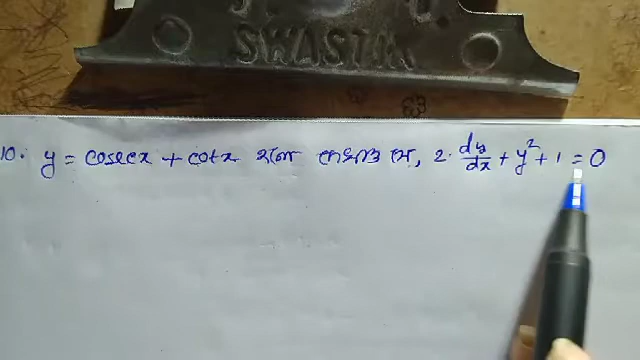 SWASTIK
10. y = cosecx + cotx হলে দেখাও যে, 2. dy/dx + y² + 1 = 0